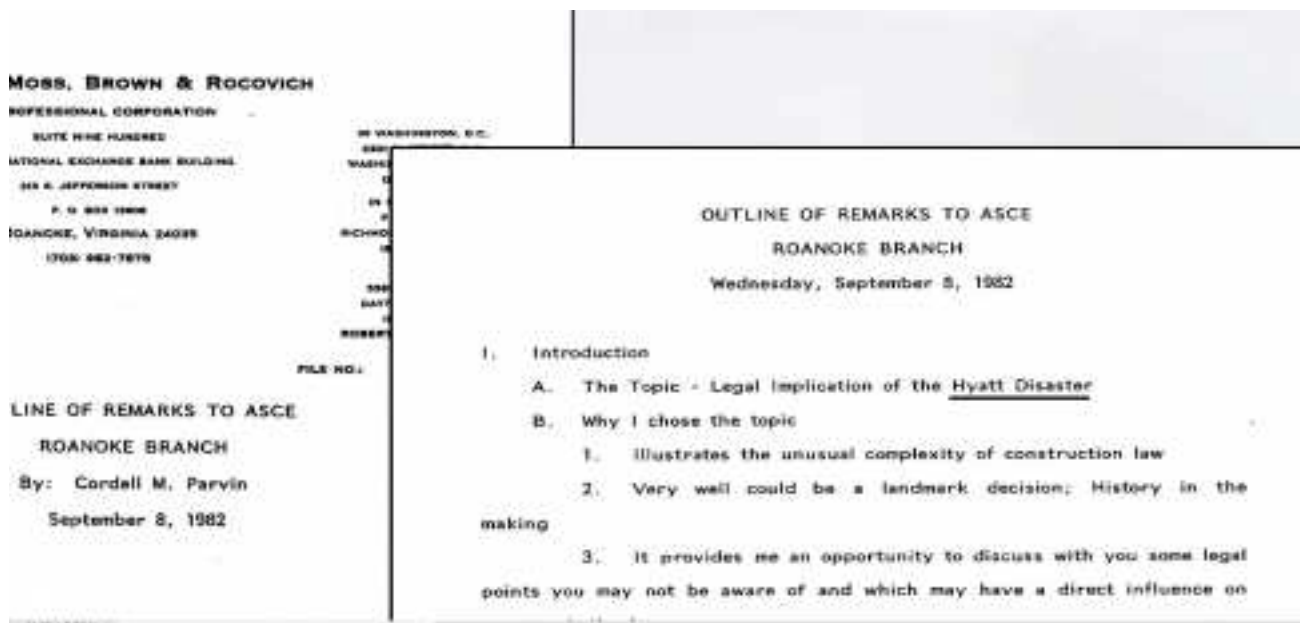 MOSS, BROWN & ROCOVICH
ROFESSIONAL CORPORATION
SUITE NINE HUNDRED
ATIONAL EXCHANGE BANK BUILDING
JEFFERSON STREET
P. O. BOX
ROANOKE, VIRGINIA
WASHINGTON, D.C.
FILE NO.:
LINE OF REMARKS TO ASCE
ROANOKE BRANCH
By: Cordell M. Parvin
September 8, 1982
OUTLINE OF REMARKS TO ASCE
ROANOKE BRANCH
Wednesday, September 8, 1982
I. Introduction
A. The Topic - Legal Implication of the Hyatt Disaster
B. Why I chose the topic
1. Illustrates the unusual complexity of construction law
2. Very well could be a landmark decision; History in the
making
3. It provides me an opportunity to discuss with you some legal
points you may not be aware of and which may have a direct influence on